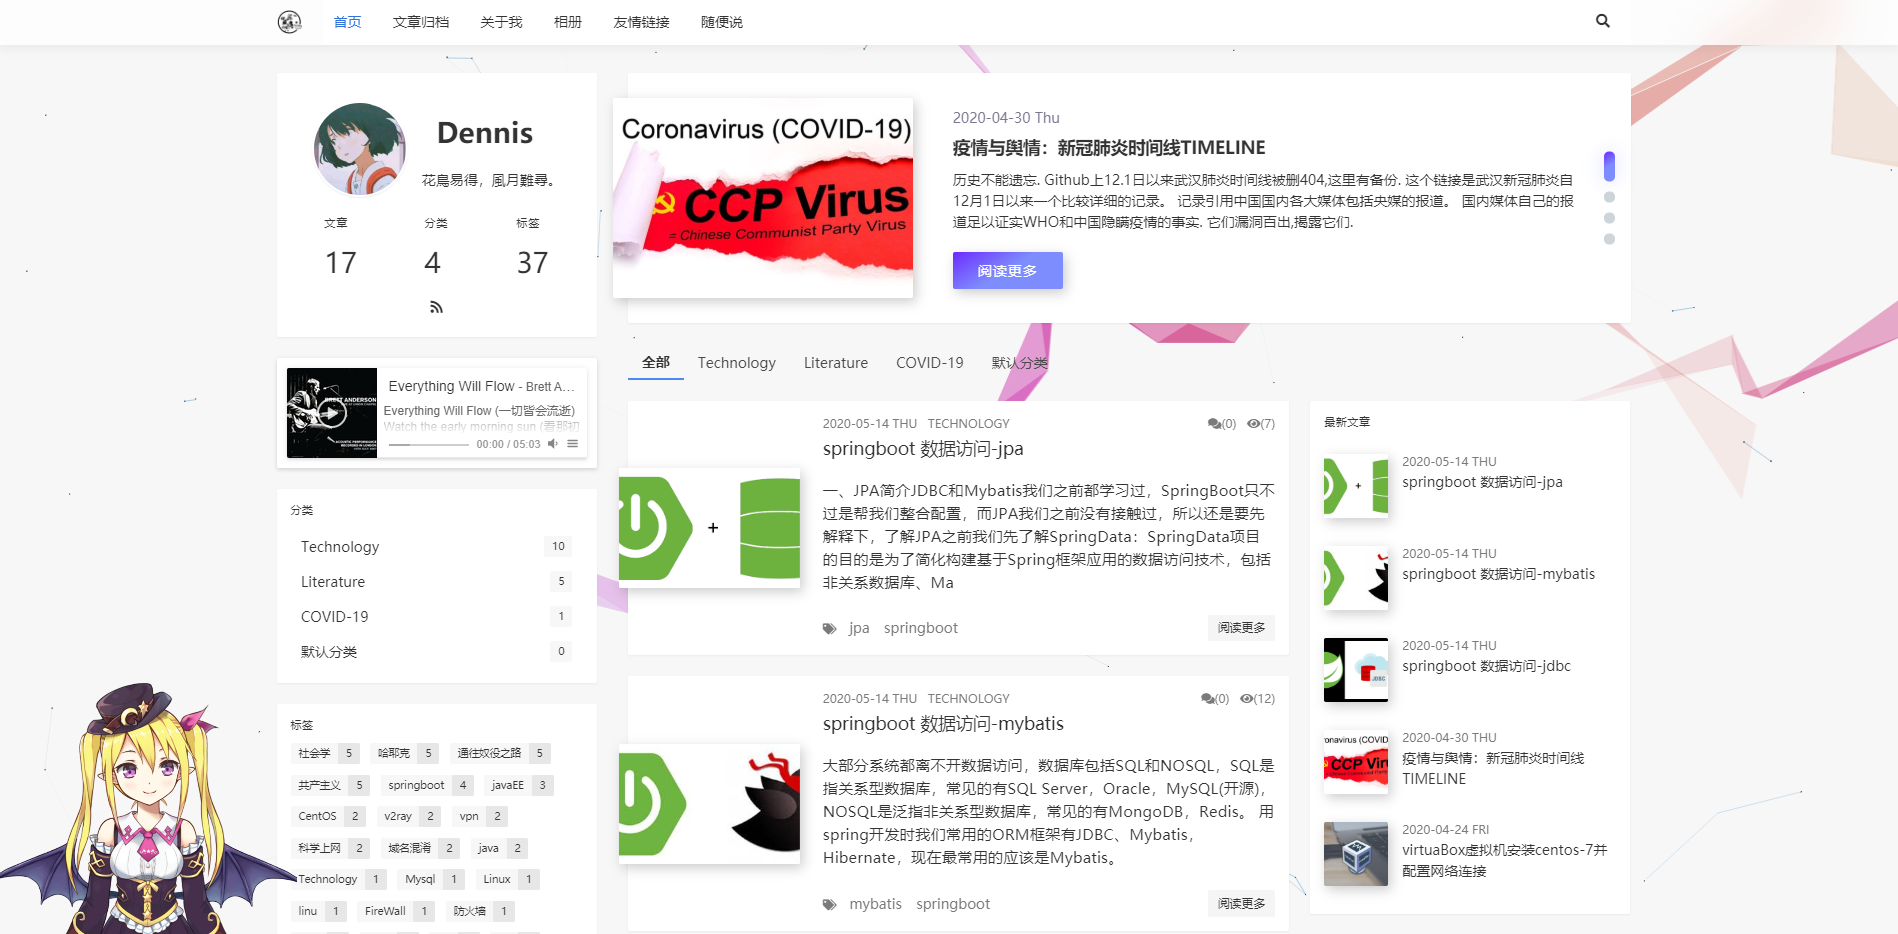 首页 文章归档 关于我 相册 友情链接 随便说
Dennis
花鳥易得，風月難尋。
文章 分类 标签
17 4 37
Everything Will Flow - Brett A...
Everything Will Flow (一切皆会流逝)
Watch the early morning sun (看那初
00:00 / 05:03
BRETT ANDERSON
分类
Technology 10
Literature 5
COVID-19 1
默认分类 0
标签
社会学 5 哈耶克 5 通往奴役之路 5
共产主义 5 springboot 4 javaEE 3
CentOS 2 v2ray 2 vpn 2
科学上网 2 域名混淆 2 java 2
Technology 1 Mysql 1 Linux 1
linu 1 FireWall 1 防火墙 1
Coronavirus (COVID-19)
CCP Virus
= Chinese Communist Party Virus
2020-04-30 Thu
疫情与舆情：新冠肺炎时间线TIMELINE
历史不能遗忘. Github上12.1日以来武汉肺炎时间线被删404,这里有备份. 这个链接是武汉新冠肺炎自
12月1日以来一个比较详细的记录。 记录引用中国国内各大媒体包括央媒的报道。 国内媒体自己的报
道足以证实WHO和中国隐瞒疫情的事实. 它们漏洞百出,揭露它们.
阅读更多
全部 Technology Literature COVID-19 默认分类
2020-05-14 THU TECHNOLOGY (0) (7)
springboot 数据访问-jpa
一、JPA简介JDBC和Mybatis我们之前都学习过，SpringBoot只不
过是帮我们整合配置，而JPA我们之前没有接触过，所以还是要先
解释下，了解JPA之前我们先了解SpringData：SpringData项目
的目的是为了简化构建基于Spring框架应用的数据访问技术，包括
非关系数据库、Ma
+
jpa springboot 阅读更多
2020-05-14 THU TECHNOLOGY (0) (12)
springboot 数据访问-mybatis
大部分系统都离不开数据访问，数据库包括SQL和NOSQL，SQL是
指关系型数据库，常见的有SQL Server，Oracle，MySQL(开源)，
NOSQL是泛指非关系型数据库，常见的有MongoDB，Redis。 用
spring开发时我们常用的ORM框架有JDBC、Mybatis，
Hibernate，现在最常用的应该是Mybatis。
mybatis springboot 阅读更多
最新文章
2020-05-14 THU
springboot 数据访问-jpa
+
2020-05-14 THU
springboot 数据访问-mybatis
2020-05-14 THU
springboot 数据访问-jdbc
JDBC
2020-04-30 THU
疫情与舆情：新冠肺炎时间线
TIMELINE
onavirus (COVID
CCP Vir
2020-04-24 FRI
virtuaBox虚拟机安装centos-7并
配置网络连接